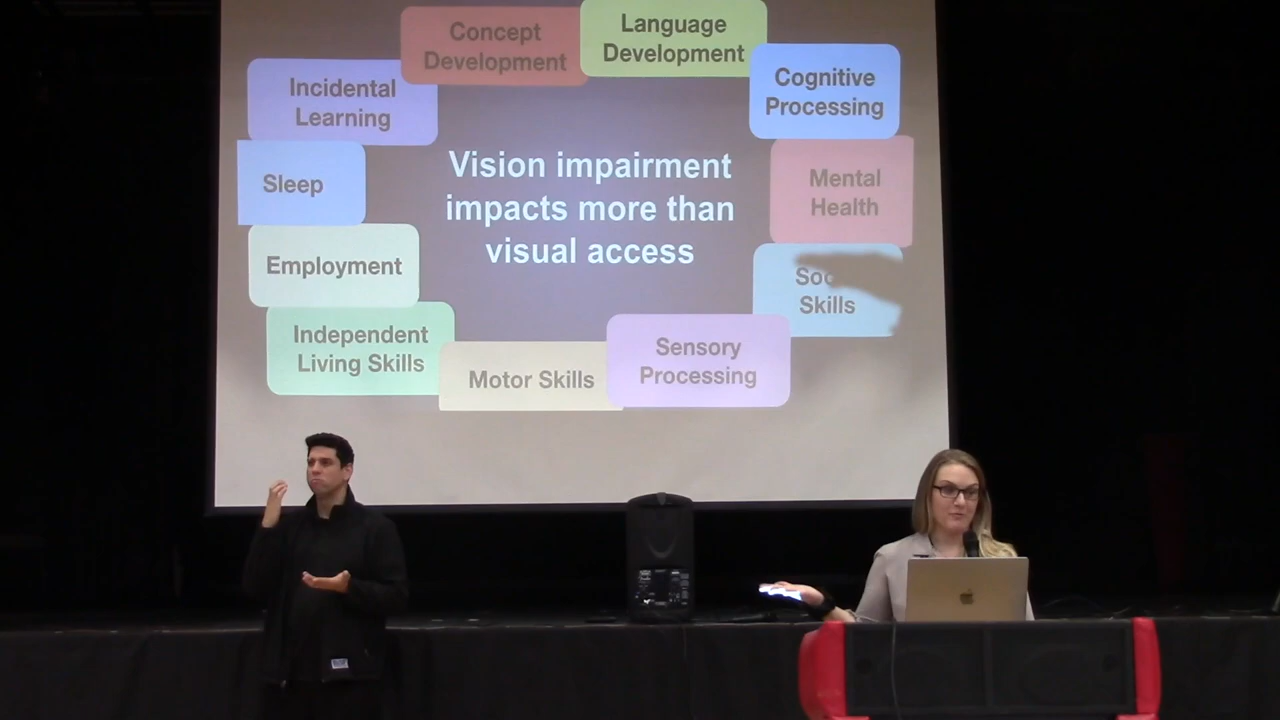 Concept
Development
Language
Development
Cognitive
Processing
Incidental
Learning
Mental
Health
Sleep
Vision impairment
impacts more than
visual access
Employment
Skills
Independent
Living Skills
Motor Skills
Sensory
Processing